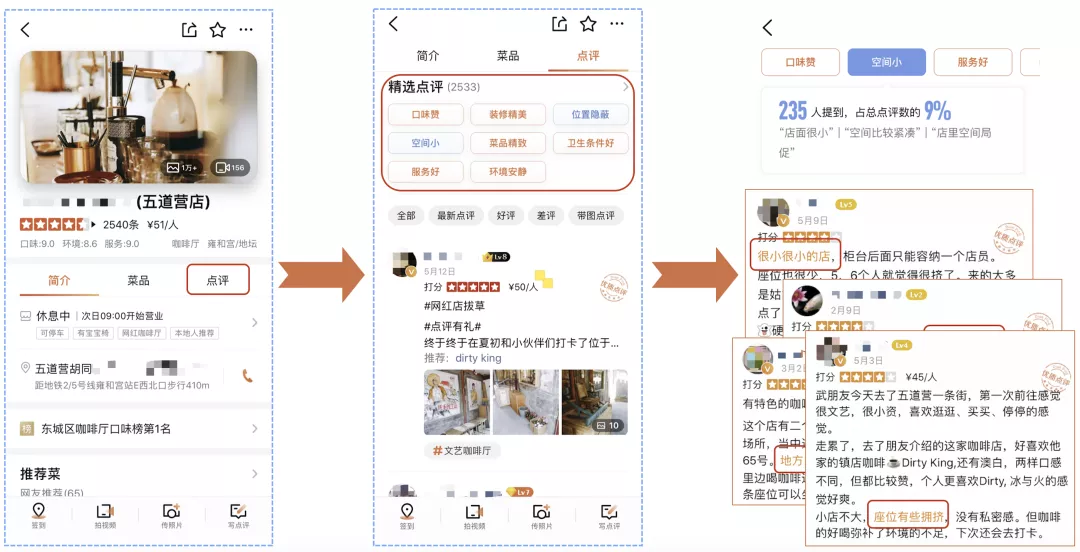 (五道营店)
2540条 ¥51/人
口味:9.0 环境:8.6 服务:9.0 咖啡厅 雍和宫/地坛
1万+ 156
简介 菜品 点评
休息中 | 次日09:00开始营业
可停车 有宝宝椅 网红咖啡厅 本地人推荐
五道营胡同
距地铁2/5号线雍和宫站E西北口步行410m
榜 东城区咖啡厅口味榜第1名
推荐菜
网友推荐(65)
签到 拍视频 传照片 写点评
简介 菜品 点评
精选点评 (2533)
口味赞 装修精美 位置隐蔽
空间小 菜品精致 卫生条件好
服务好 环境安静
全部 最新点评 好评 差评 带图点评
Lv8
5月12日
打分 ¥50/人
优质点评
#网红店拔草
#点评有礼#
终于终于在夏初和小伙伴们打卡了位于...
推荐: dirty king
10
#文艺咖啡厅
Lv7
签到 拍视频 传照片 写点评
口味赞 空间小 服务好
235 人提到，占总点评数的 9%
“店面很小” | “空间比较紧凑” | “店里空间局
促”
Lv5
5月9日
打分
优质点评
很小很小的店，柜台后面只能容纳一个店员。
座位也很少，5，6个人就觉得很挤了。来的大多
是姑
点了
硬
Lv2
2月9日
打分
3月2
打分
有特色的咖
这个店有二
场所，当中
65号。地方
里边喝咖啡
条座位可以
Lv4
5月3日
打分 ¥45/人
优质点评
武朋友今天去了五道营一条街，第一次前往感觉
很文艺，很小资，喜欢逛逛、买买、停停的感
觉。
走累了，去了朋友介绍的这家咖啡店，好喜欢他
家的镇店咖啡☕Dirty King,还有澳白，两样口感
不同，但都比较赞，个人更喜欢Dirty, 冰与火的感
觉好爽。
小店不大，座位有些拥挤，没有私密感。但咖啡
的好喝弥补了环境的不足，下次还会去打卡。